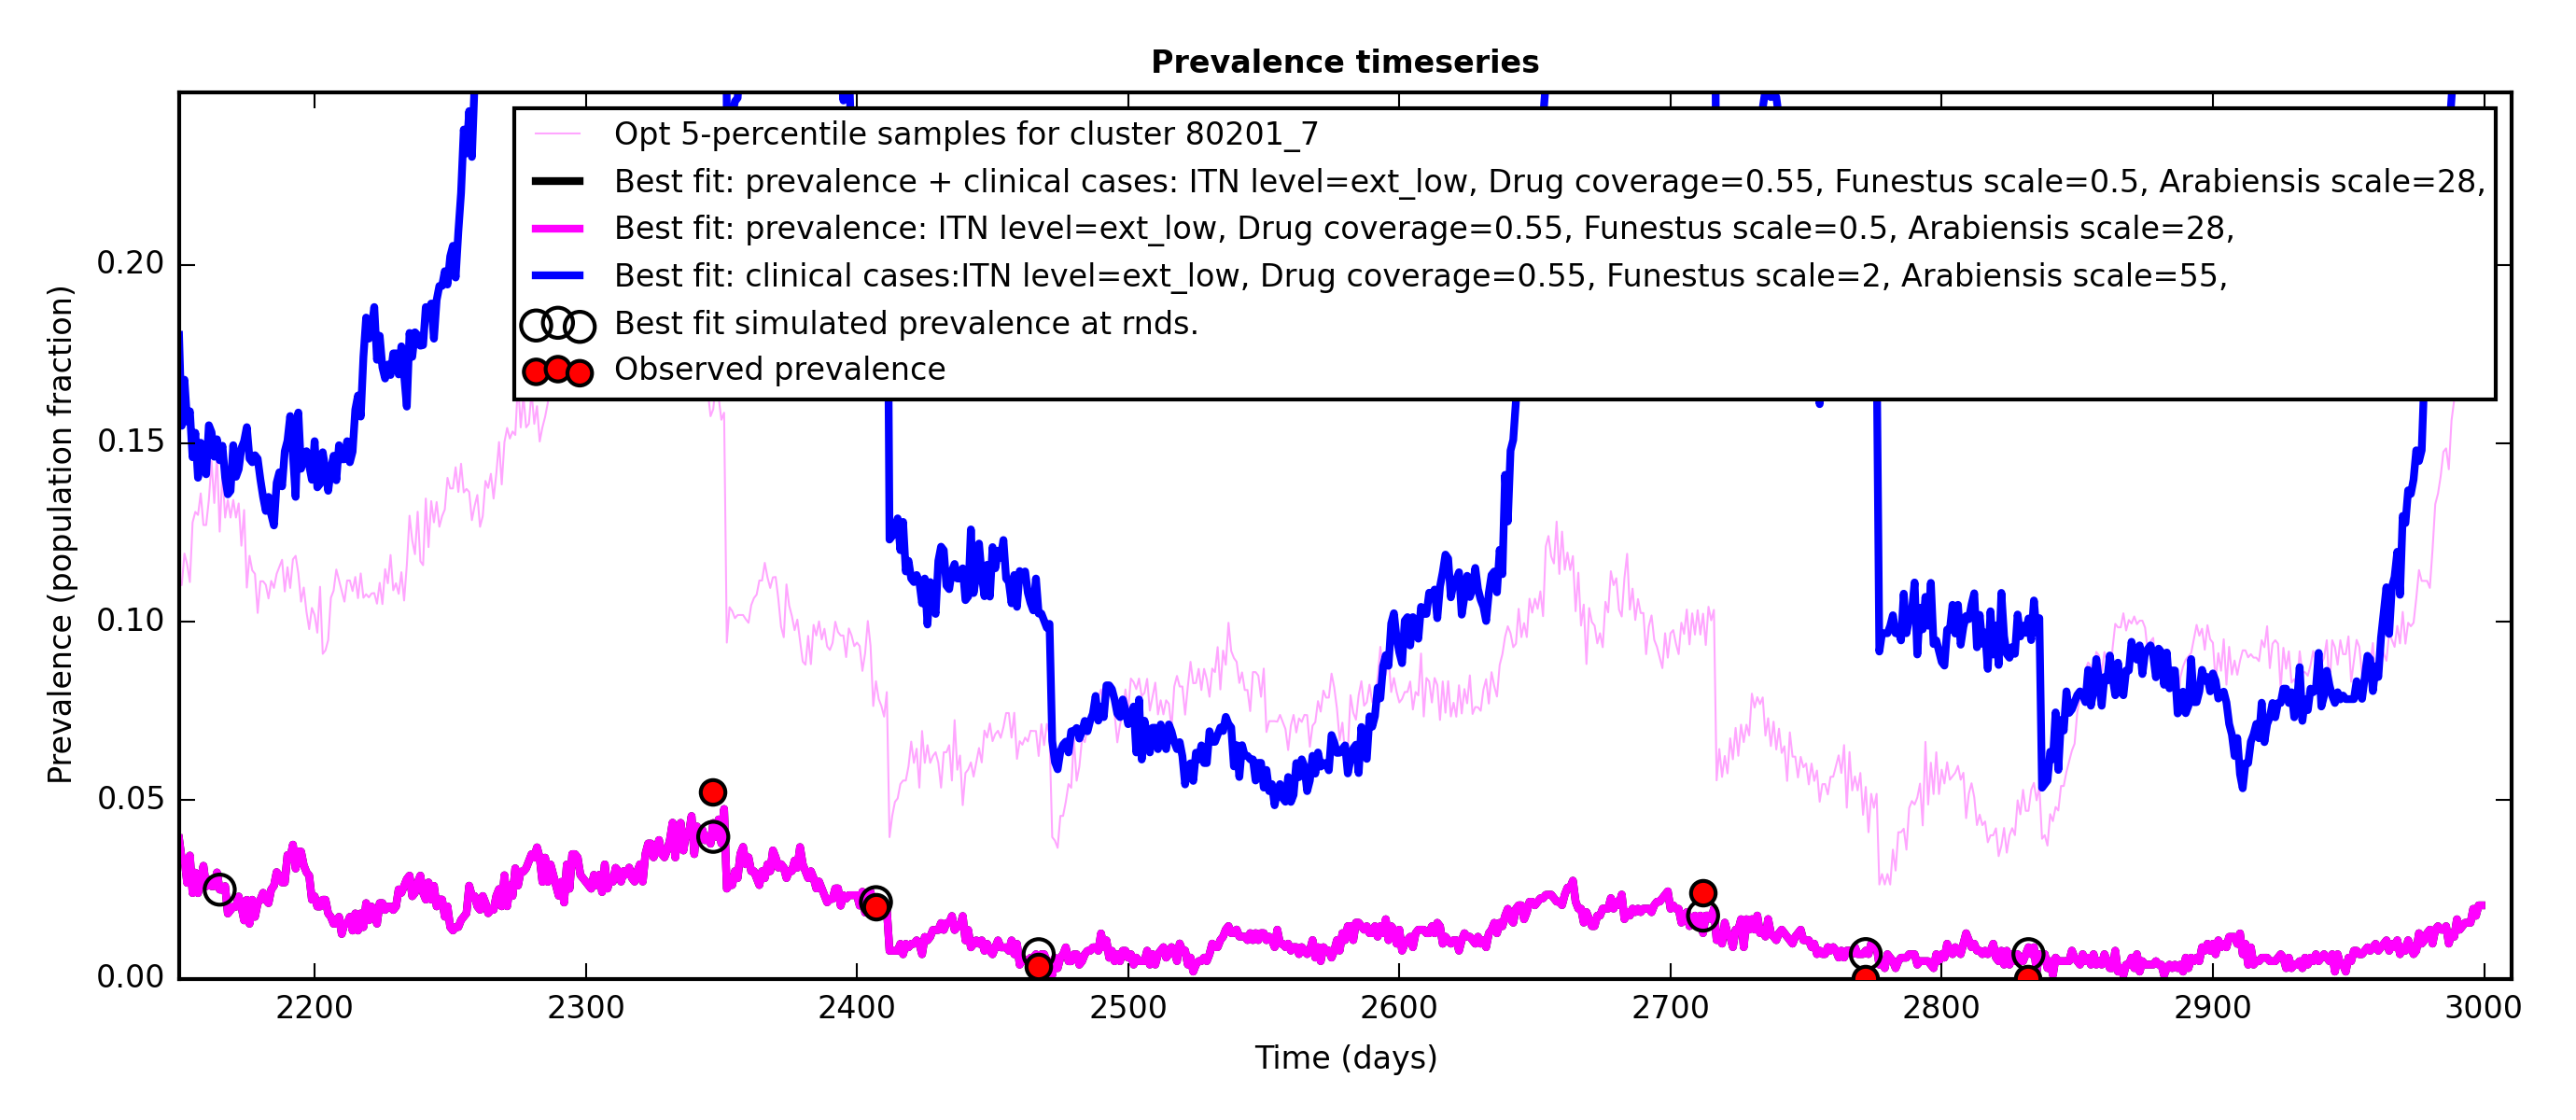 Prevalence timeseries
Opt 5-percentile samples for cluster 80201_7
Best fit: prevalence + clinical cases: ITN level=ext_low, Drug coverage=0.55, Funestus scale=0.5, Arabiensis scale=28,
Best fit: prevalence: ITN level=ext_low, Drug coverage=0.55, Funestus scale=0.5, Arabiensis scale=28,
Best fit: clinical cases:ITN level=ext_low, Drug coverage=0.55, Funestus scale=2, Arabiensis scale=55,
Best fit simulated prevalence at rnds.
Observed prevalence
Prevalence (population fraction)
0.20
0.15
0.10
0.05
0.00
2200 2300 2400 2500 2600 2700 2800 2900 3000
Time (days)